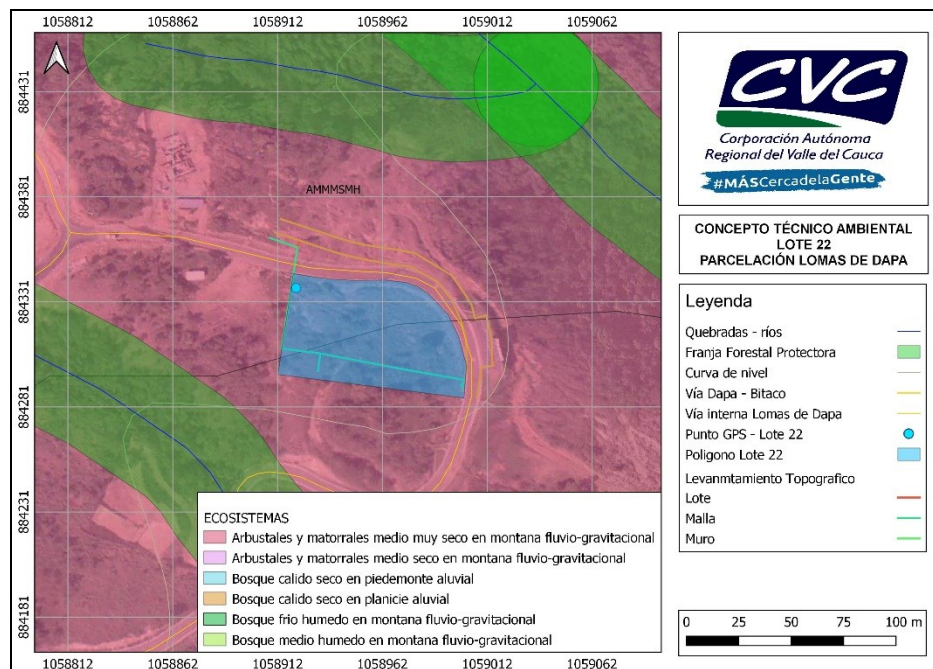 1058812 1058862 1058912 1058962 1059012 1059062
884431
884381
884331
884281
884231
884181
AMMMSMH
ECOSISTEMAS
Arbustales y matorrales medio muy seco en montana fluvio-gravitacional
Arbustales y matorrales medio seco en montana fluvio-gravitacional
Bosque calido seco en piedemonte aluvial
Bosque calido seco en planicie aluvial
Bosque frio humedo en montana fluvio-gravitacional
Bosque medio humedo en montana fluvio-gravitacional
1058812 1058862 1058912 1058962 1059012 1059062
CVC
Corporación Autónoma
Regional del Valle del Cauca
#MÁSCercadelaGente
CONCEPTO TÉCNICO AMBIENTAL
LOTE 22
PARCELACIÓN LOMAS DE DAPA
Leyenda
Quebradas - ríos
Franja Forestal Protectora
Curva de nivel
Vía Dapa - Bitaco
Vía interna Lomas de Dapa
Punto GPS - Lote 22
Poligono Lote 22
Levanmtamiento Topografico
Lote
Malla
Muro
0 25 50 75 100 m